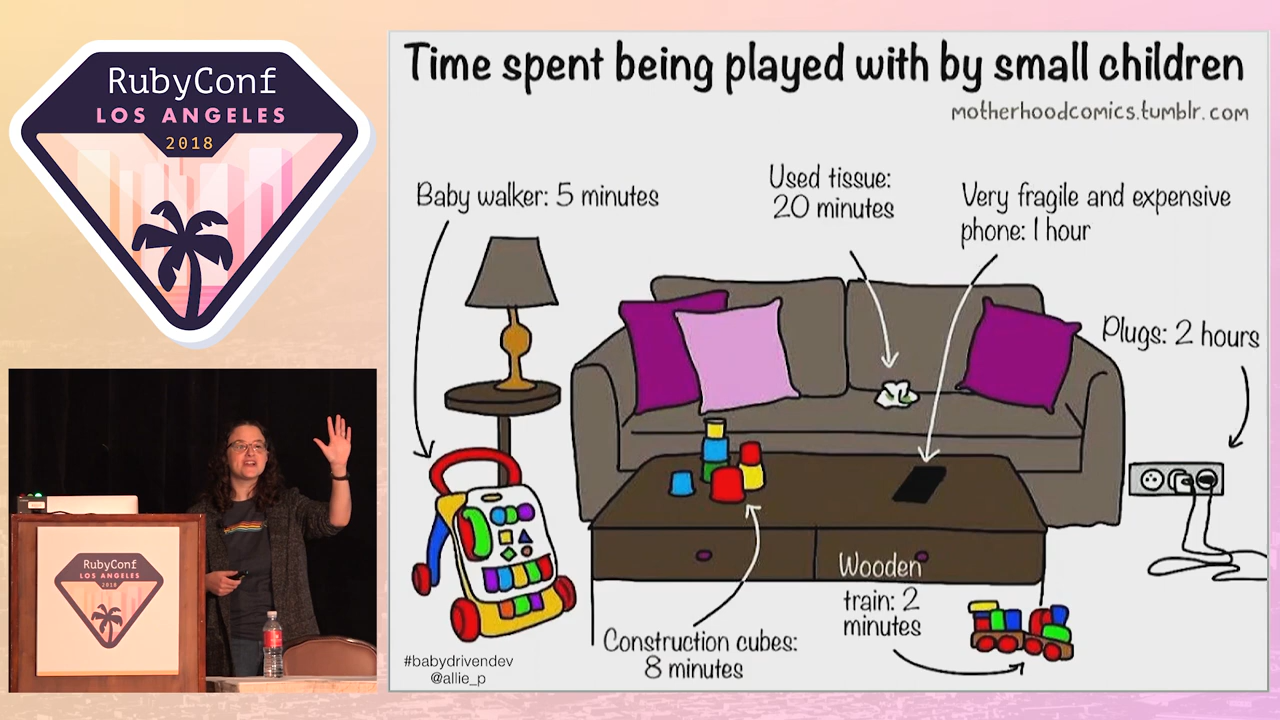 RubyConf
LOS ANGELES
2018
Time spent being played with by small children
motherhoodcomics.tumblr.com
Baby walker: 5 minutes
Used tissue:
20 minutes
Very fragile and expensive
phone: 1 hour
Plugs: 2 hours
Wooden
train: 2
minutes
Construction cubes:
8 minutes
#babydrivendev
@allie_p
RubyConf
LOS ANGELES
2018